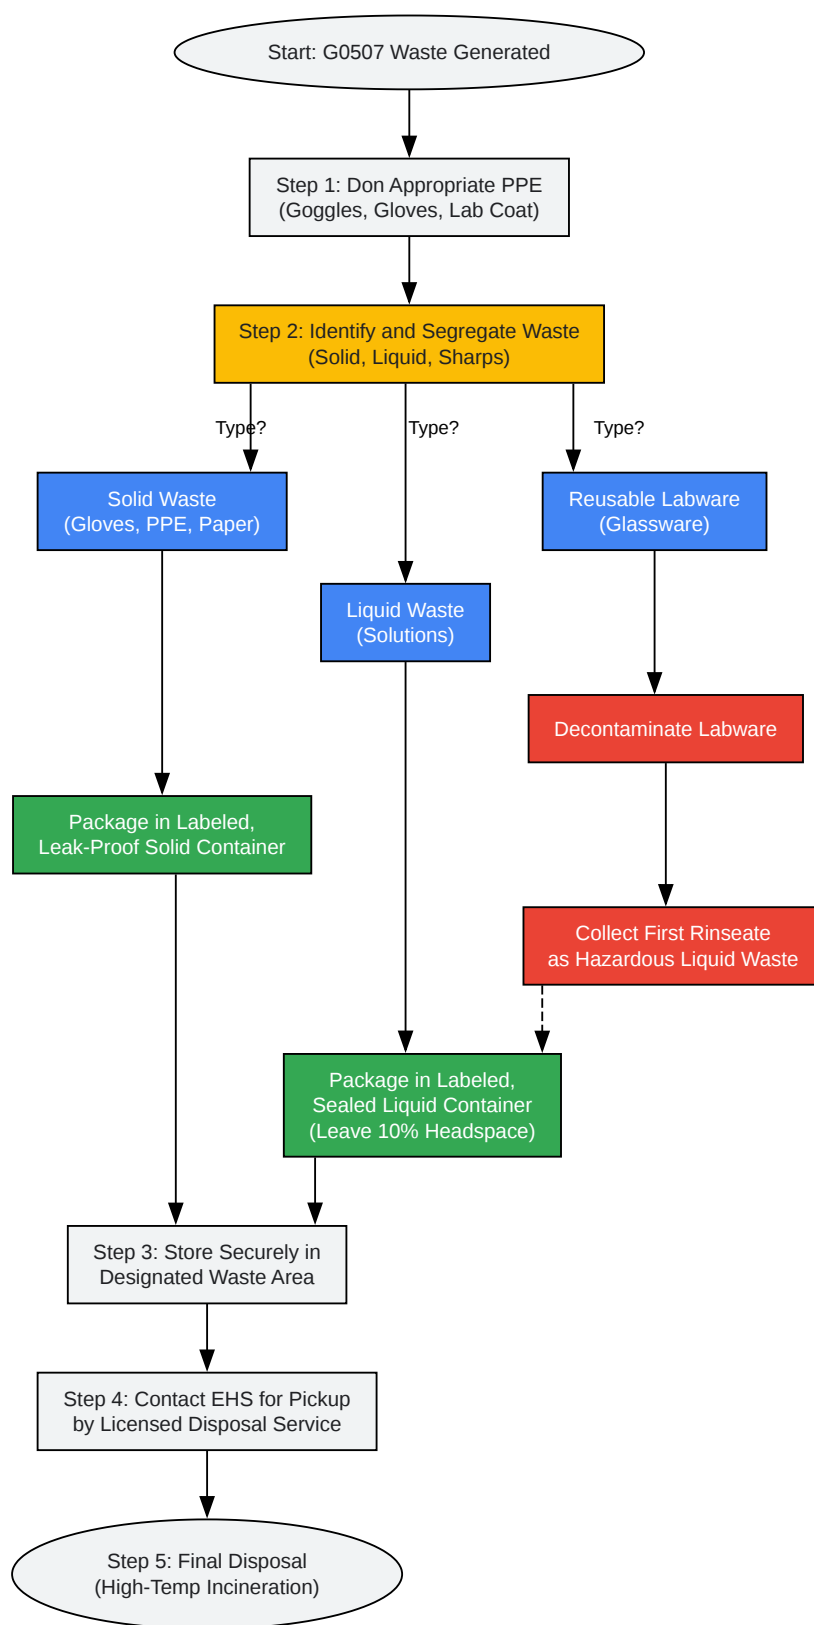 Start: G0507 Waste Generated
Step 1: Don Appropriate PPE
(Goggles, Gloves, Lab Coat)
Step 2: Identify and Segregate Waste
(Solid, Liquid, Sharps)
Type?
Type?
Type?
Solid Waste
(Gloves, PPE, Paper)
Reusable Labware
(Glassware)
Liquid Waste
(Solutions)
Decontaminate Labware
Package in Labeled,
Leak-Proof Solid Container
Collect First Rinseate
as Hazardous Liquid Waste
Package in Labeled,
Sealed Liquid Container
(Leave 10% Headspace)
Step 3: Store Securely in
Designated Waste Area
Step 4: Contact EHS for Pickup
by Licensed Disposal Service
Step 5: Final Disposal
(High-Temp Incineration)